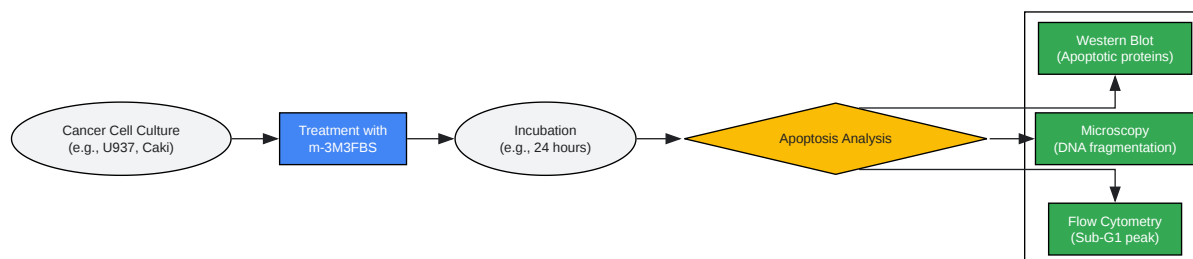 Cancer Cell Culture
(e.g., U937, Caki)
Treatment with
m-3M3FBS
Incubation
(e.g., 24 hours)
Apoptosis Analysis
Western Blot
(Apoptotic proteins)
Microscopy
(DNA fragmentation)
Flow Cytometry
(Sub-G1 peak)